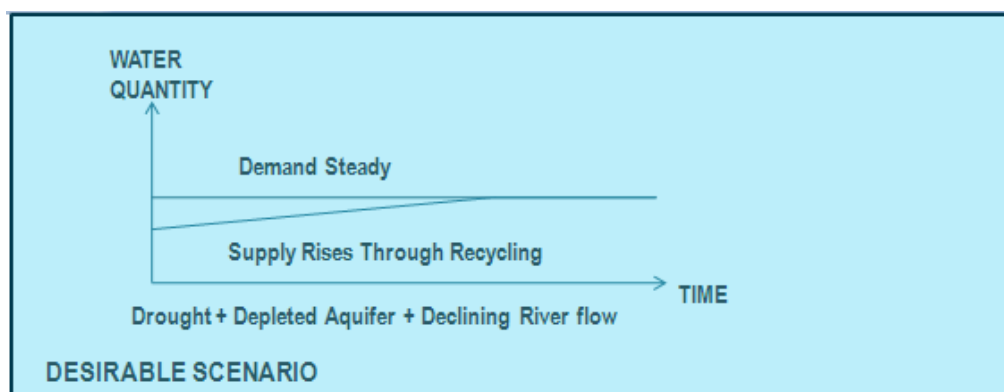 WATER
QUANTITY
Demand Steady
Supply Rises Through Recycling
TIME
Drought + Depleted Aquifer + Declining River flow
DESIRABLE SCENARIO